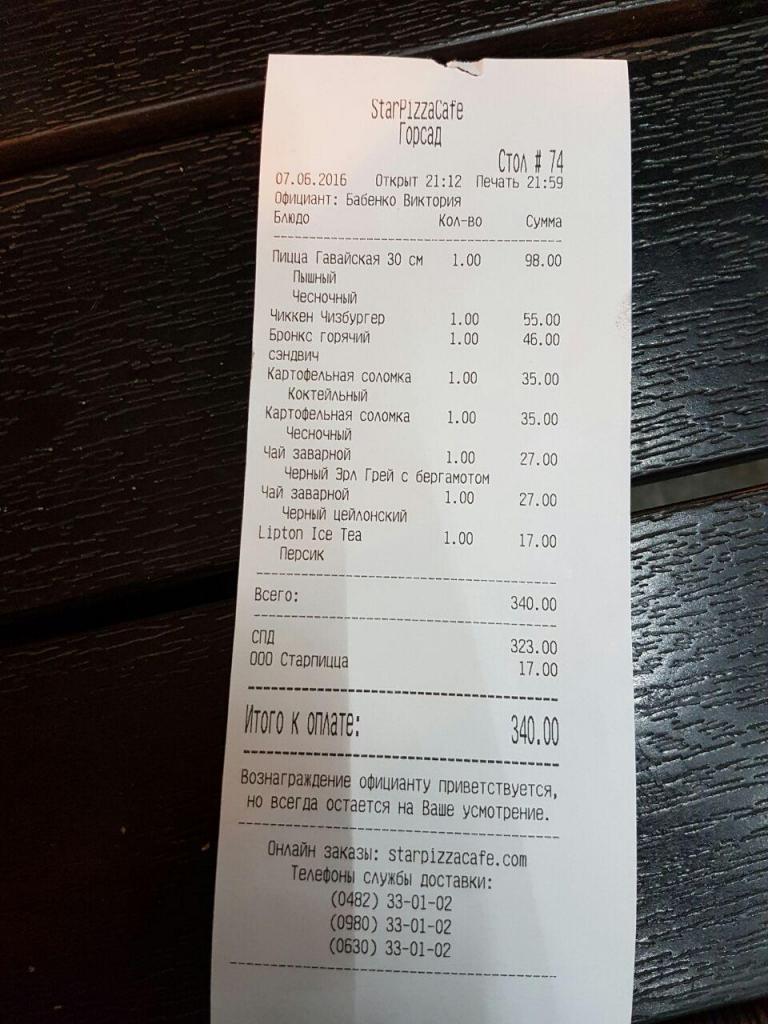 StarPizzaCafe
Горсад
Стол # 74
07.06.2016 Открыт 21:12 Печать 21:59
Официант: Бабенко Виктория
Блюдо Кол-во Сумма
Пицца Гавайская 30 см 1.00 98.00
Пышный
Чесночный
Чиккен Чизбургер 1.00 55.00
Бронкс горячий 1.00 46.00
сэндвич
Картофельная соломка 1.00 35.00
Коктейльный
Картофельная соломка 1.00 35.00
Чесночный
Чай заварной 1.00 27.00
Черный Эрл Грей с бергамотом
Чай заварной 1.00 27.00
Черный цейлонский
Lipton Ice Tea 1.00 17.00
Персик
Всего: 340.00
СПД 323.00
ООО Старпицца 17.00
Итого к оплате: 340.00
Вознаграждение официанту приветствуется,
но всегда остается на Ваше усмотрение.
Онлайн заказы: starpizzacafe.com
Телефоны службы доставки:
(0482) 33-01-02
(0980) 33-01-02
(0630) 33-01-02